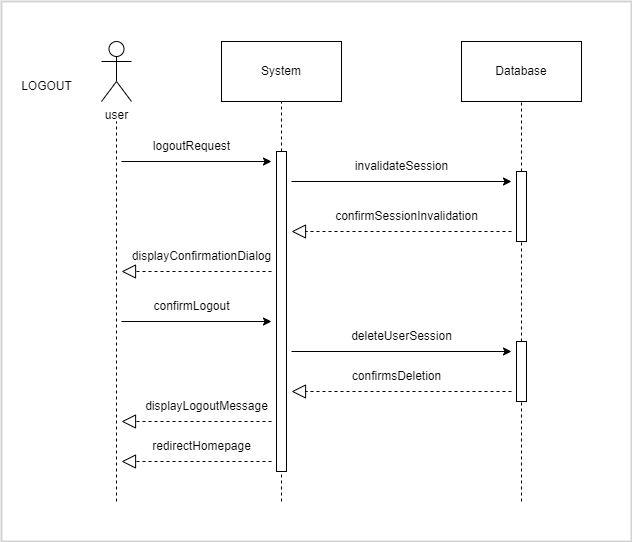 System
Database
LOGOUT
user
logoutRequest
invalidateSession
confirmSessionInvalidation
displayConfirmationDialog
confirmLogout
deleteUserSession
confirmsDeletion
displayLogoutMessage
redirectHomepage